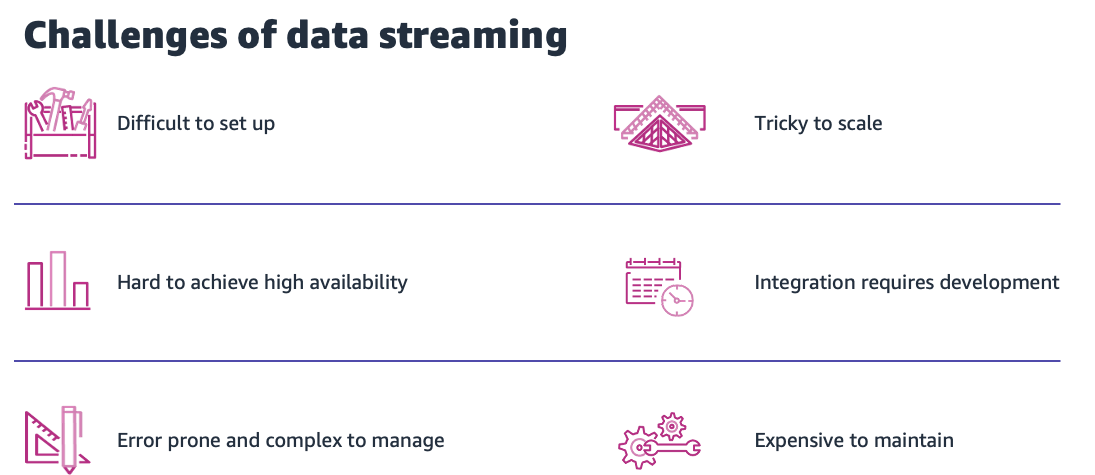 Challenges of data streaming
Difficult to set up
Tricky to scale
Hard to achieve high availability
Integration requires development
Error prone and complex to manage
Expensive to maintain